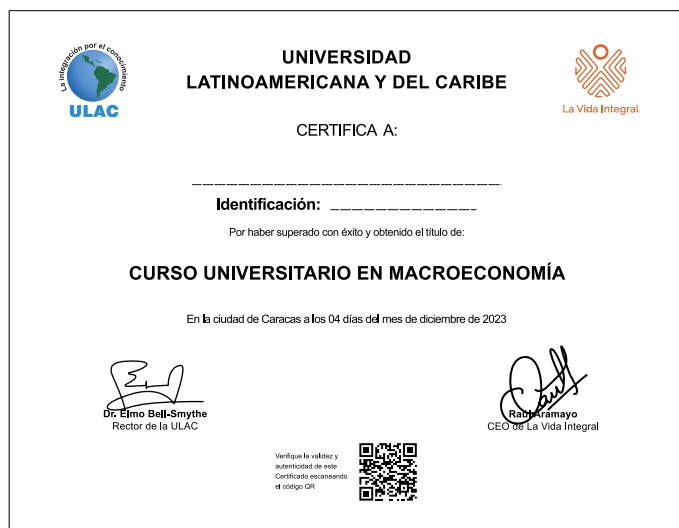 La integración por el conocimiento
ULAC
UNIVERSIDAD
LATINOAMERICANA Y DEL CARIBE
La Vida Integral
CERTIFICA A:
Identificación:
Por haber superado con éxito y obtenido el título de:
CURSO UNIVERSITARIO EN MACROECONOMÍA
En la ciudad de Caracas a los 04 días del mes de diciembre de 2023
Dr. Elmo Bell-Smythe
Rector de la ULAC
Raúl Aramayo
CEO de La Vida Integral
Verifique la validez y
autenticidad de este
Certificado escaneando
el código QR